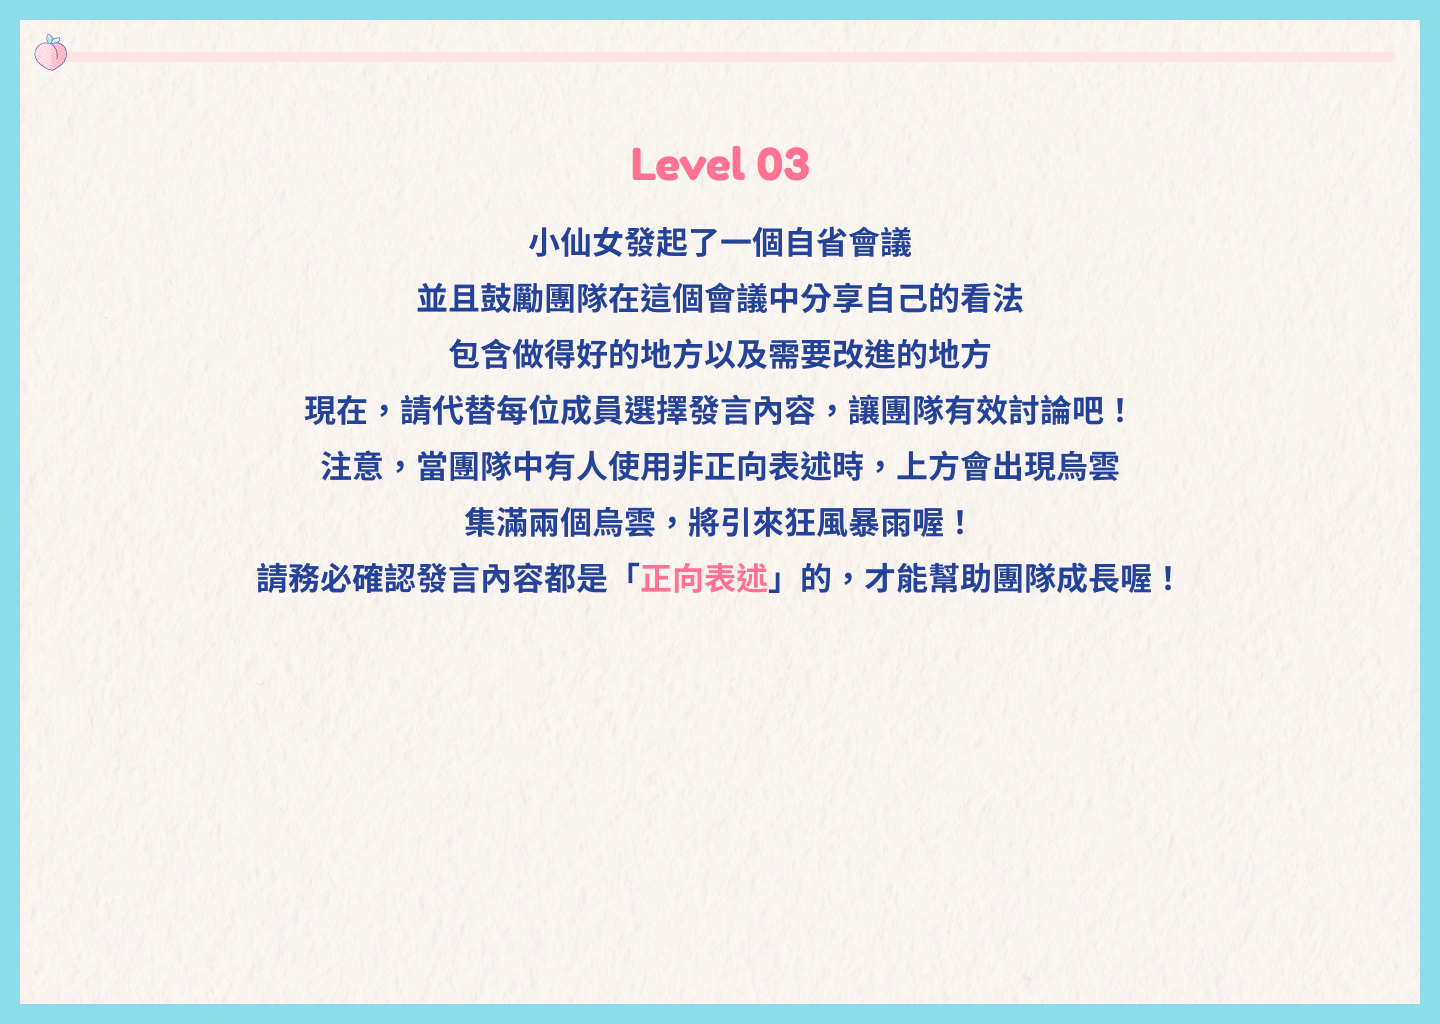 Level 03
小仙女發起了一個自省會議
並且鼓勵團隊在這個會議中分享自己的看法
包含做得好的地方以及需要改進的地方
現在，請代替每位成員選擇發言內容，讓團隊有效討論吧！
注意，當團隊中有人使用非正向表述時，上方會出現烏雲
集滿兩個烏雲，將引來狂風暴雨喔！
請務必確認發言內容都是「正向表述」的，才能幫助團隊成長喔！